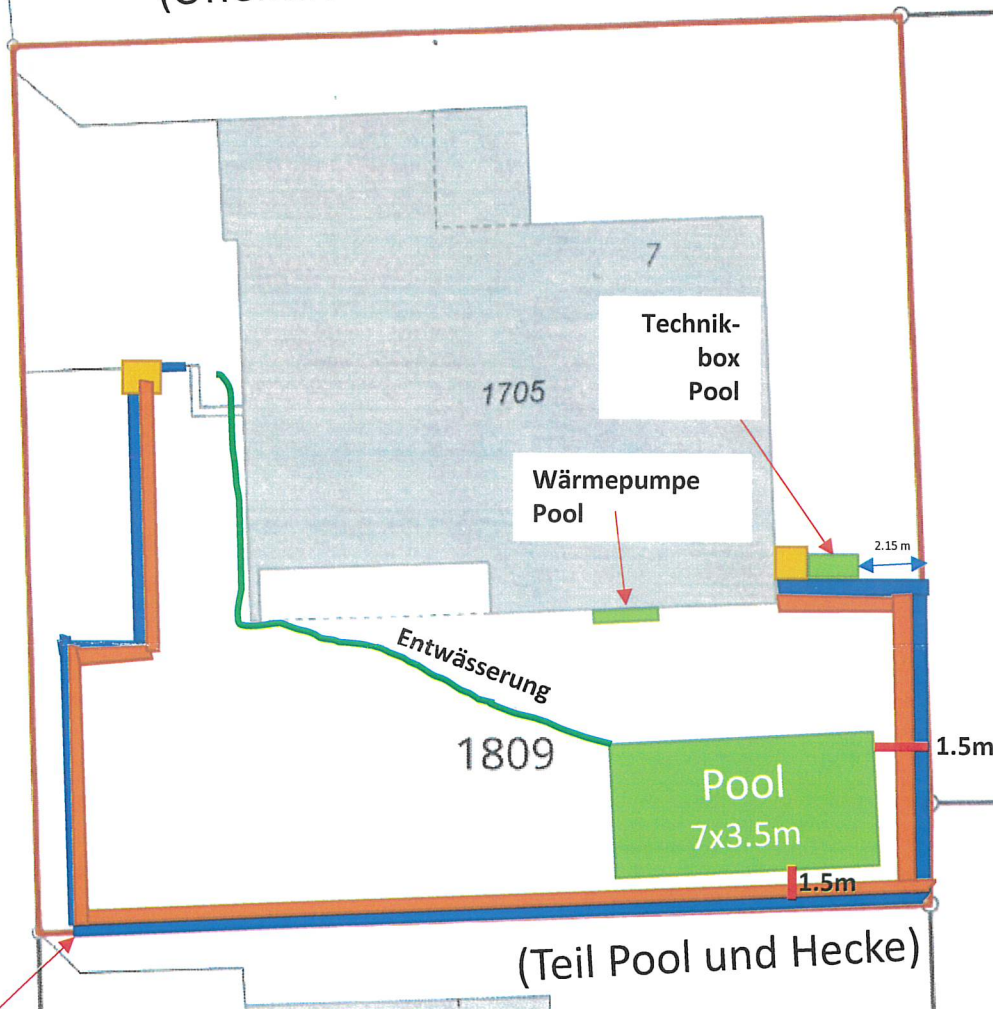 7
Technik-
box
Pool
1705
Wärmepumpe
Pool
2.15 m
Entwässerung
1809
Pool
7x3.5m
1.5m
1.5m
(Teil Pool und Hecke)